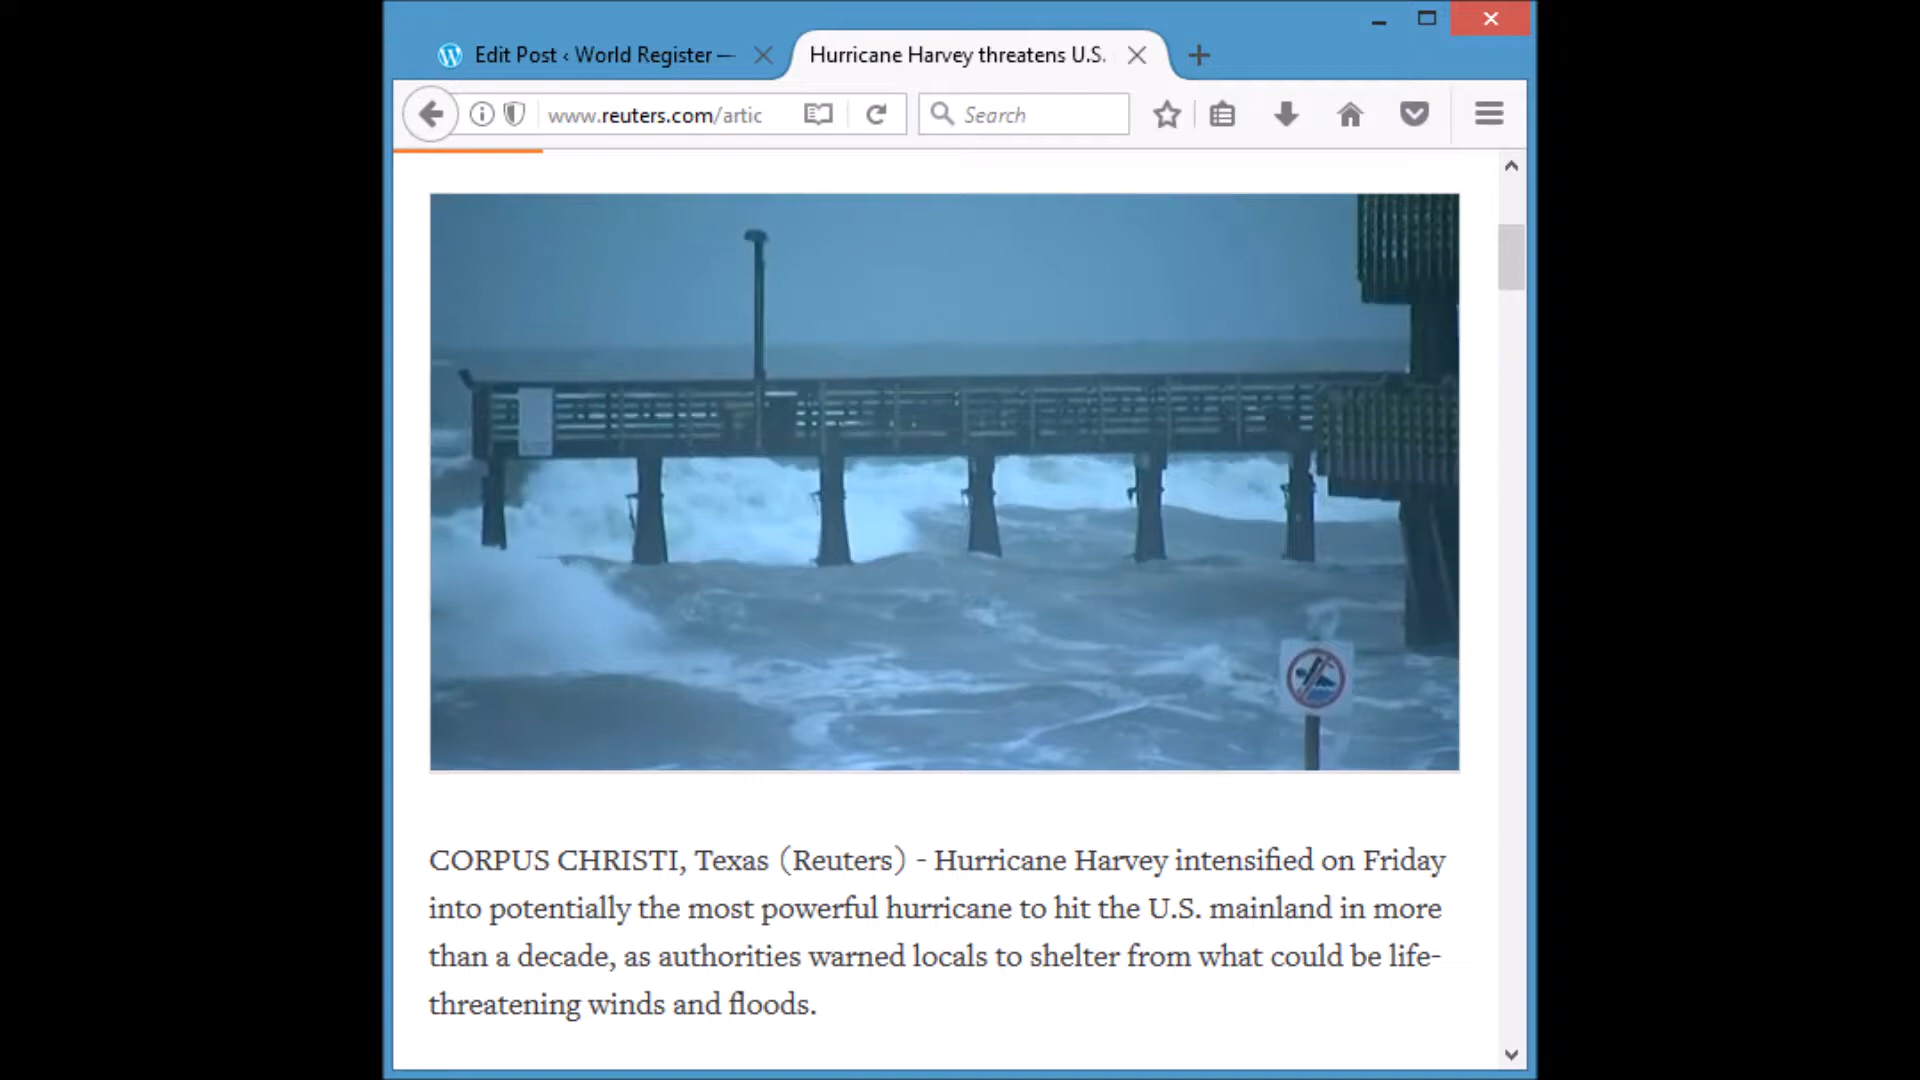 Edit Post ‹ World Register —
Hurricane Harvey threatens U.S.
www.reuters.com/artic
Search
CORPUS CHRISTI, Texas (Reuters) - Hurricane Harvey intensified on Friday
into potentially the most powerful hurricane to hit the U.S. mainland in more
than a decade, as authorities warned locals to shelter from what could be life-
threatening winds and floods.